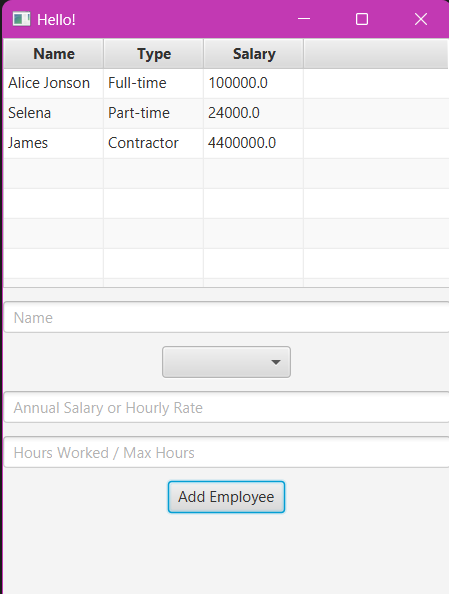 Hello!
Name Type Salary
Alice Jonson Full-time 100000.0
Selena Part-time 24000.0
James Contractor 4400000.0
Name
Annual Salary or Hourly Rate
Hours Worked / Max Hours
Add Employee